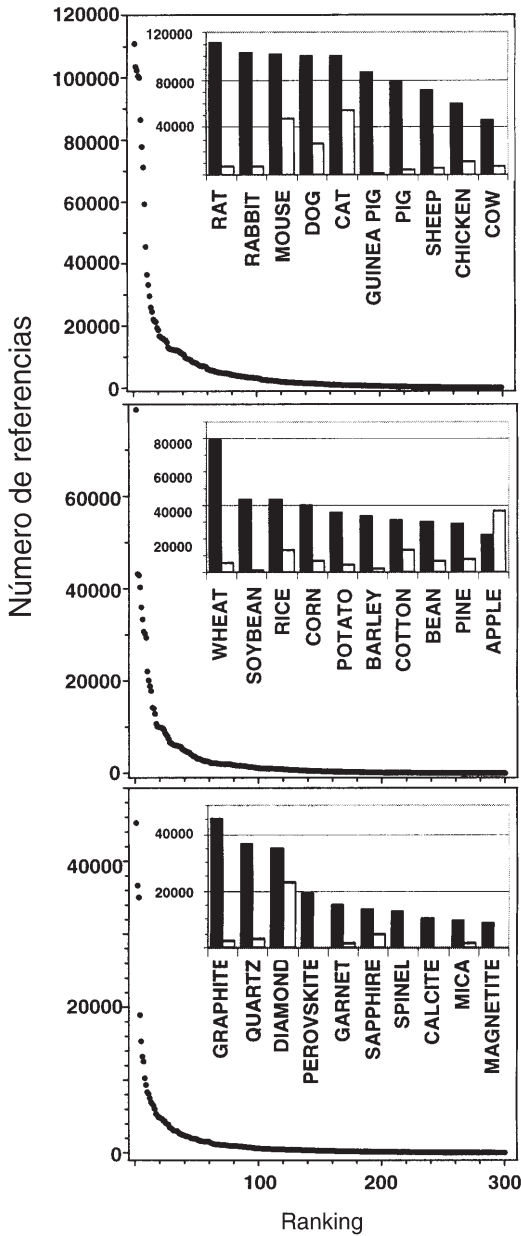 120000
100000
80000
60000
40000
20000
0
120000
80000
40000
RAT
RABBIT
MOUSE
DOG
CAT
GUINEA PIG
PIG
SHEEP
CHICKEN
COW
Número de referencias
60000
40000
20000
0
80000
60000
40000
20000
WHEAT
SOYBEAN
RICE
CORN
POTATO
BARLEY
COTTON
BEAN
PINE
APPLE
40000
20000
0
40000
20000
GRAPHITE
QUARTZ
DIAMOND
PEROVSKITE
GARNET
SAPPHIRE
SPINEL
CALCITE
MICA
MAGNETITE
100
200
300
Ranking